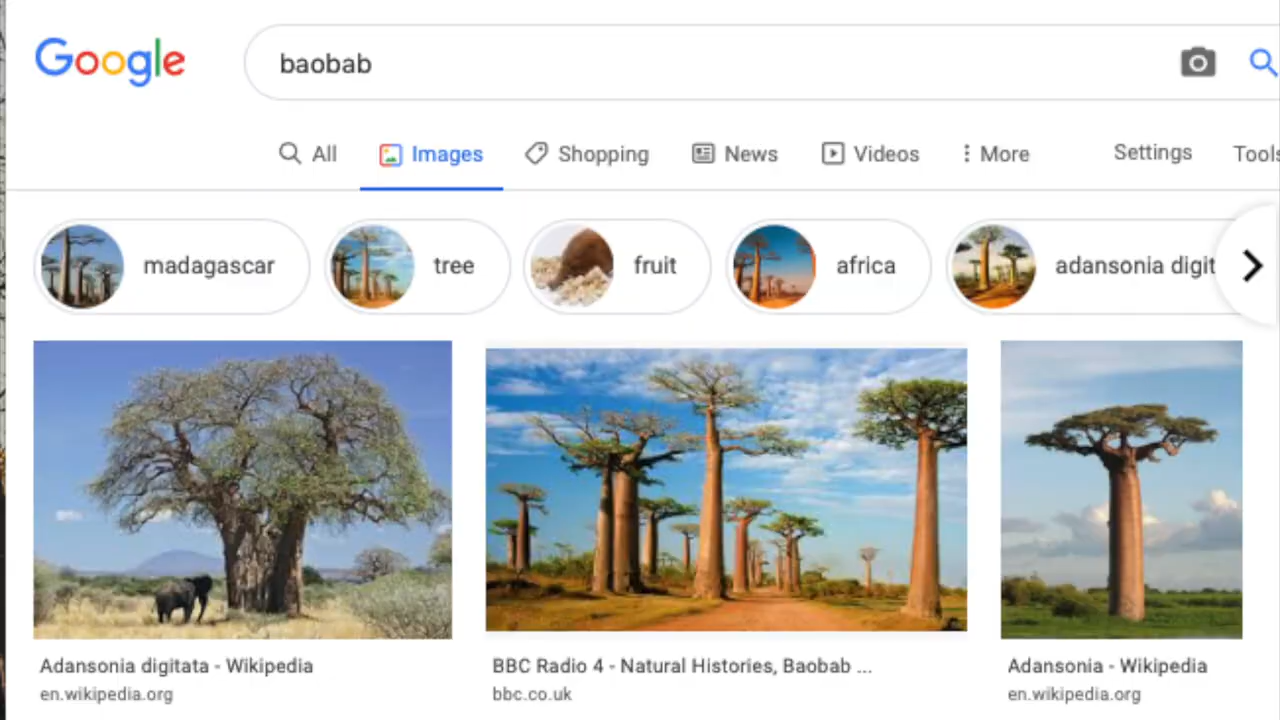 Google
baobab
All Images Shopping News Videos More Settings Tools
madagascar tree fruit africa adansonia digit
Adansonia digitata - Wikipedia
en.wikipedia.org
BBC Radio 4 - Natural Histories, Baobab ...
bbc.co.uk
Adansonia - Wikipedia
en.wikipedia.org